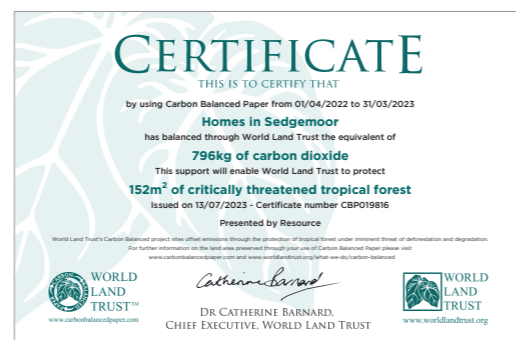 CERTIFICATE
THIS IS TO CERTIFY THAT
by using Carbon Balanced Paper from 01/04/2022 to 31/03/2023
Homes in Sedgemoor
has balanced through World Land Trust the equivalent of
796kg of carbon dioxide
This support will enable World Land Trust to protect
152m² of critically threatened tropical forest
Issued on 13/07/2023 - Certificate number CBP019816
Presented by Resource
World Land Trust's Carbon Balanced project sites offset emissions through the protection of tropical forest under imminent threat of deforestation and degradation.
For further information on the land area preserved through your use of Carbon Balanced Paper please visit
www.carbonbalancedpaper.com and www.worldlandtrust.org/what-we-do/carbon-balanced
WORLD
LAND
TRUST™
www.carbonbalancedpaper.com
Catherine Barnard
DR CATHERINE BARNARD,
CHIEF EXECUTIVE, WORLD LAND TRUST
WORLD
LAND
TRUST
www.worldlandtrust.org